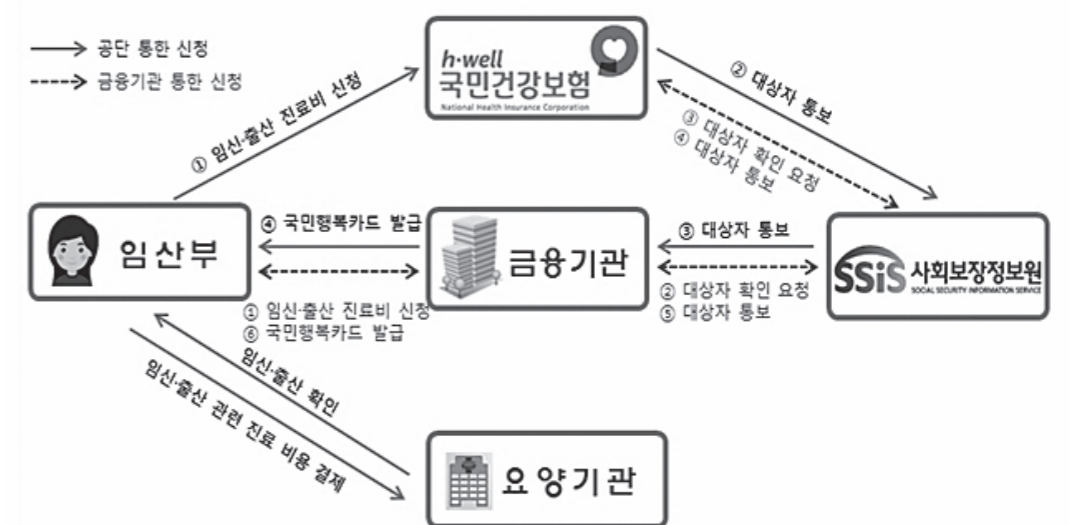 공단 통한 신청
금융기관 통한 신청
h·well
국민건강보험
National Health Insurance Corporation
① 임신·출산 진료비 신청
② 대상자 통보
③ 대상자 확인 요청
④ 대상자 통보
임산부
④ 국민행복카드 발급
금융기관
③ 대상자 통보
SSiS 사회보장정보원
SOCIAL SECURITY INFORMATION SERVICE
① 임신·출산 진료비 신청
⑥ 국민행복카드 발급
② 대상자 확인 요청
⑤ 대상자 통보
임신·출산 확인
임신·출산 관련 진료 비용 결제
요양기관